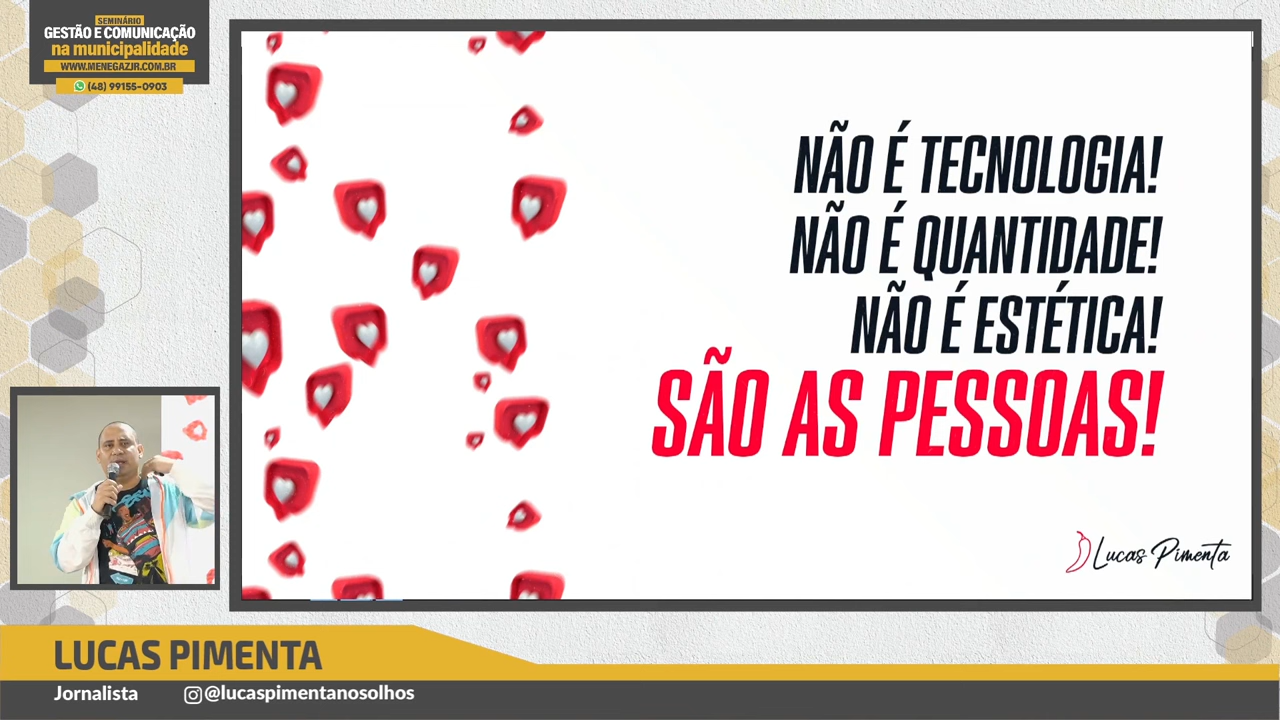 SEMINÁRIO
GESTÃO E COMUNICAÇÃO
na municipalidade
WWW.MENEGAZJR.COM.BR
(48) 99155-0903
NÃO É TECNOLOGIA!
NÃO É QUANTIDADE!
NÃO É ESTÉTICA!
SÃO AS PESSOAS!
Lucas Pimenta
LUCAS PIMENTA
Jornalista @lucaspimentanosolhos